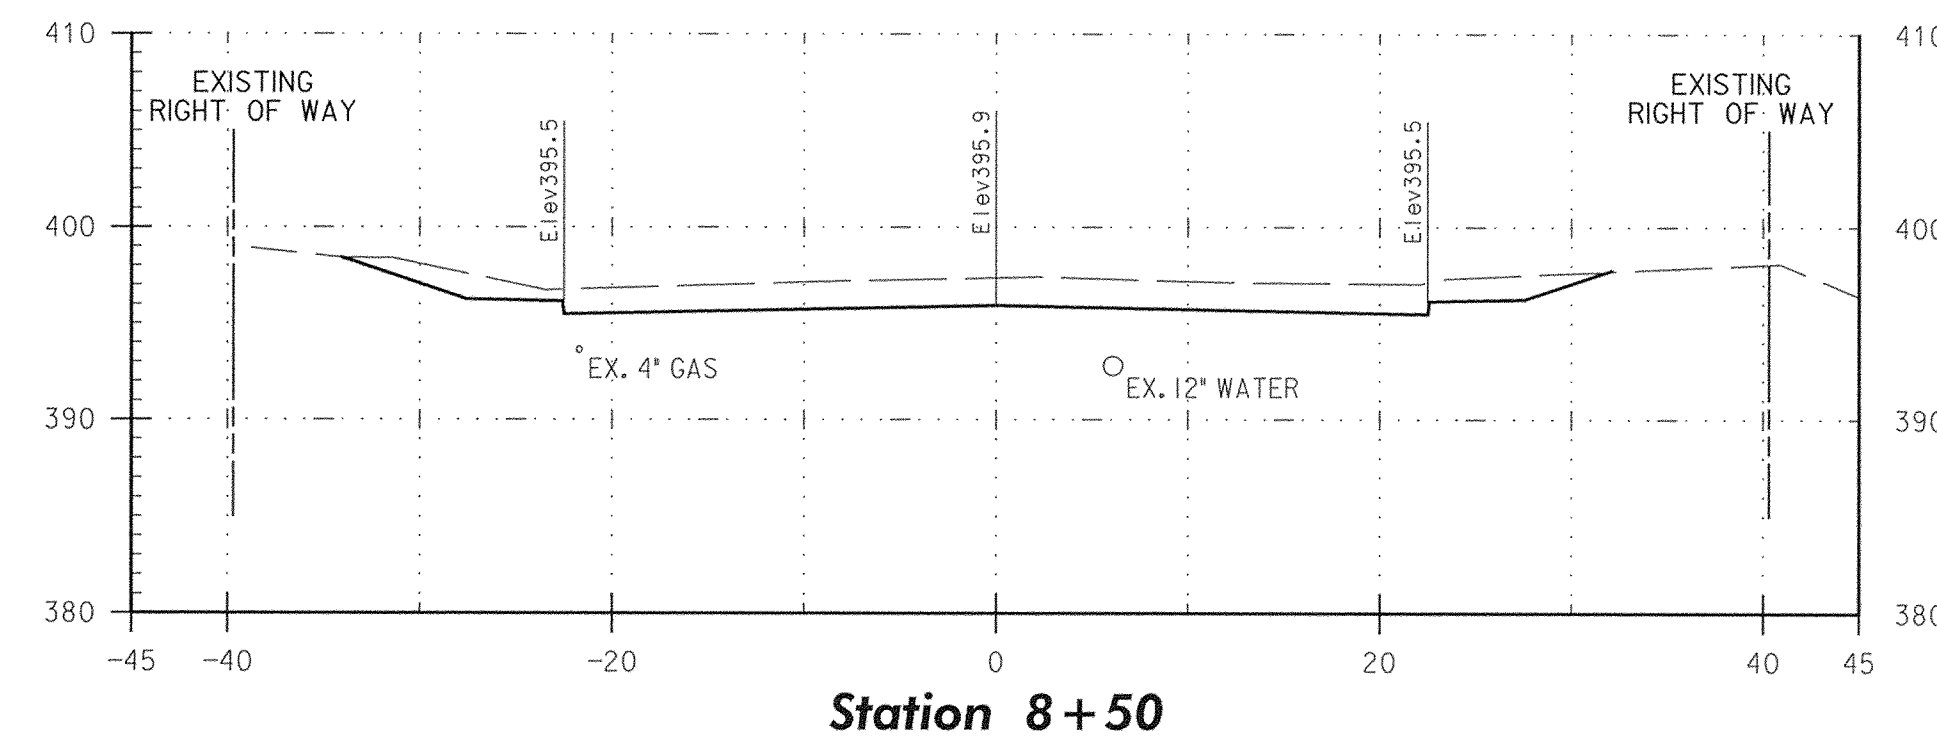 410
410
EXISTING
RIGHT OF WAY
EXISTING
RIGHT OF WAY
Elev395.5
Elev395.9
Elev395.5
400
400
EX. 4" GAS
EX. 12" WATER
390
390
380
380
-45 -40 -20 0 20 40 45
Station 8+50